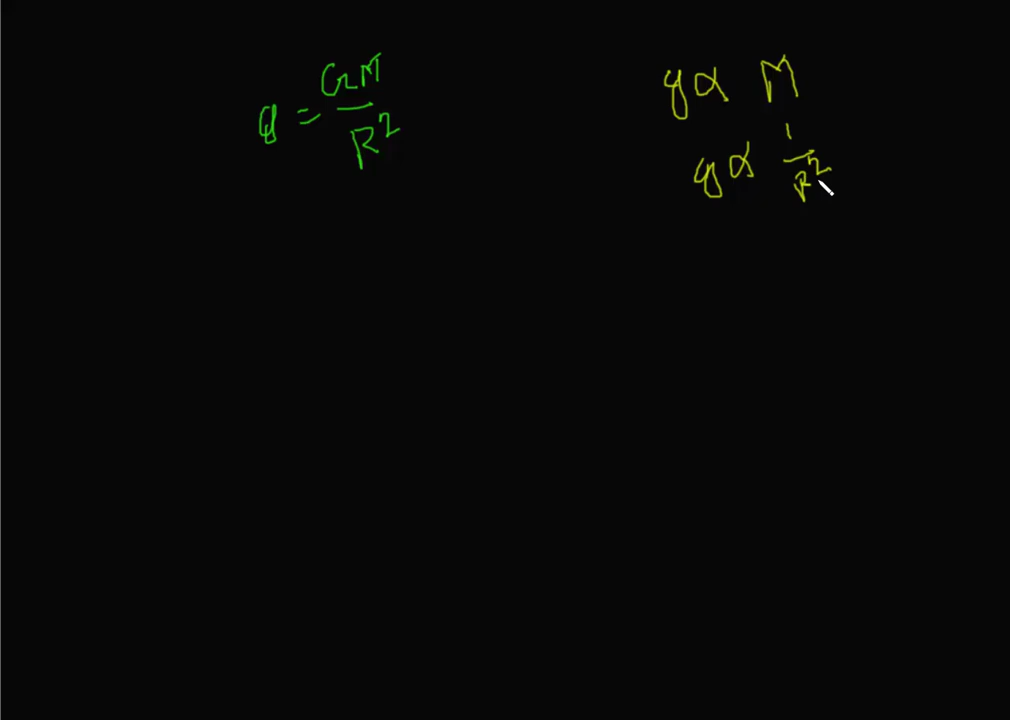 g = GM / R²
g ∝ M
g ∝ 1 / R²